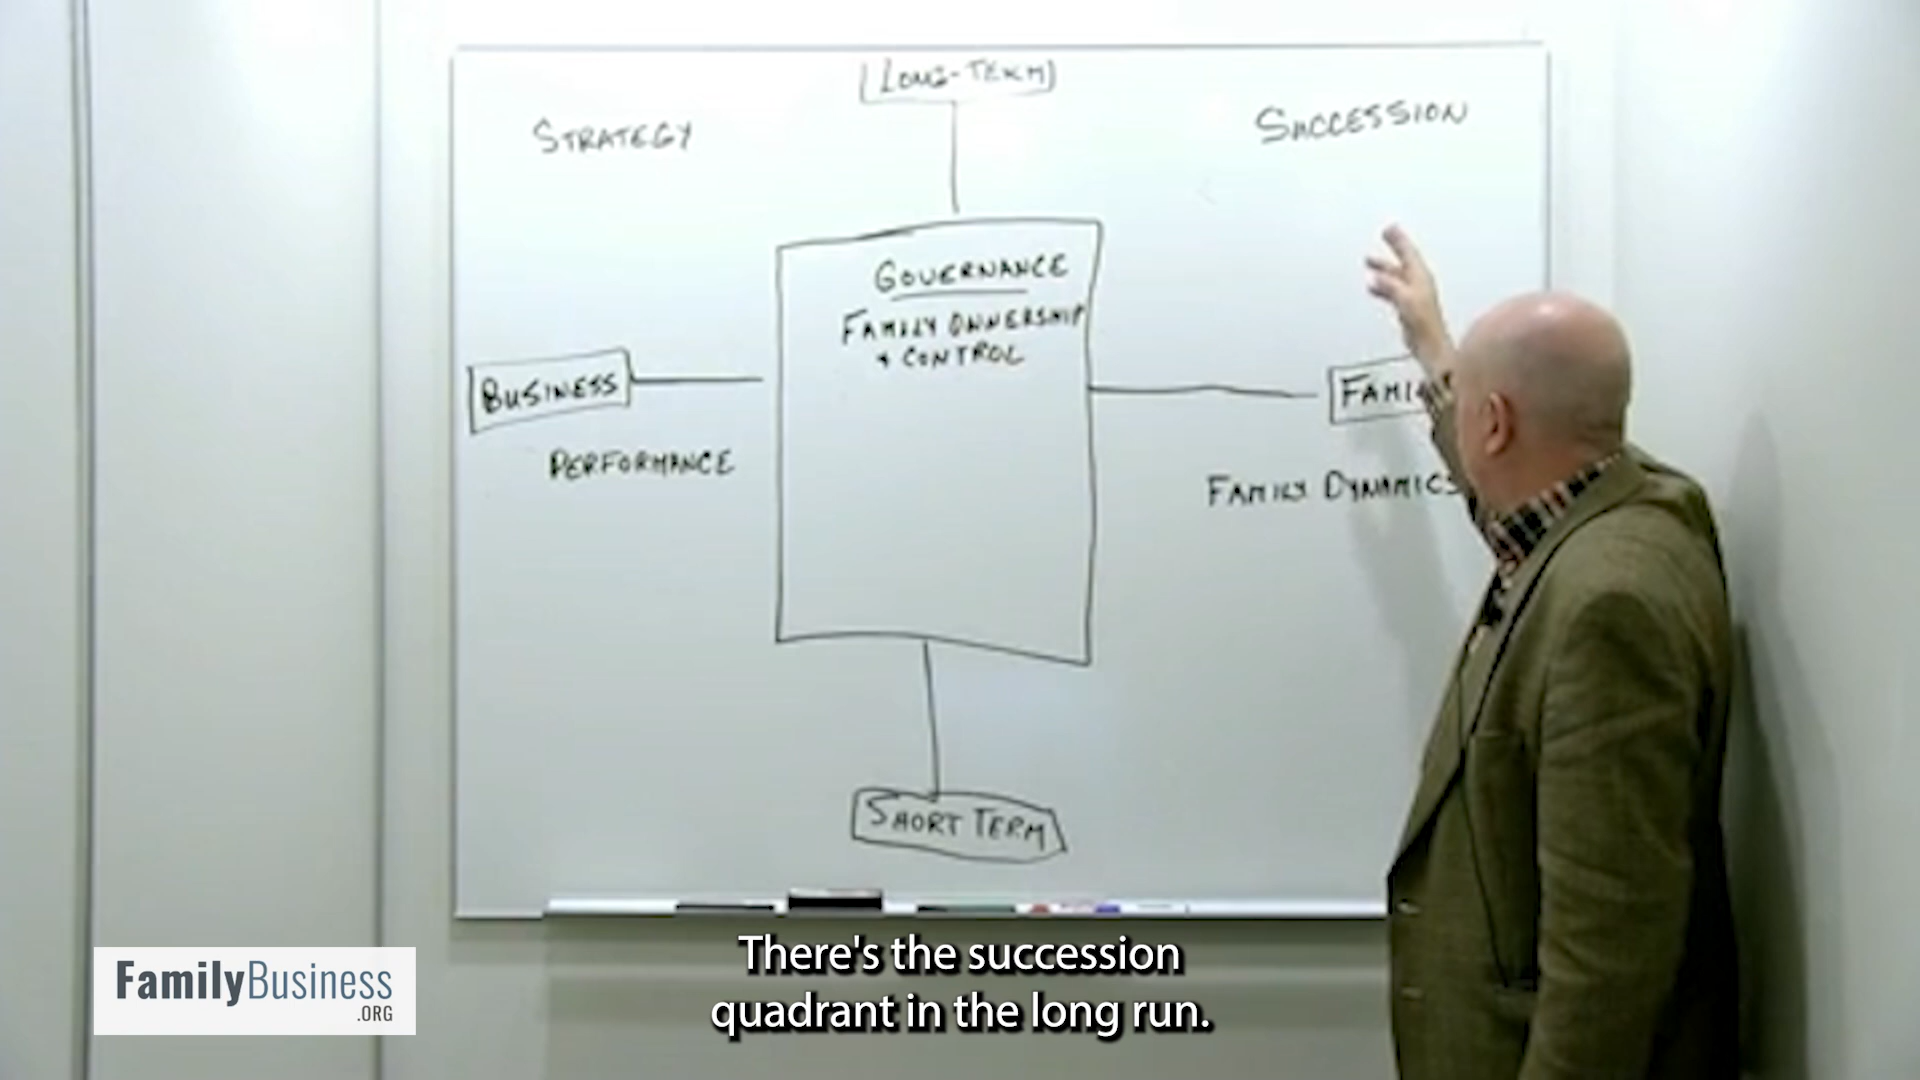 (LONG-TERM)
STRATEGY
SUCCESSION
GOVERNANCE
FAMILY OWNERSHIP
& CONTROL
BUSINESS
PERFORMANCE
FAMILY DYNAMICS
SHORT TERM
There's the succession
quadrant in the long run.
FamilyBusiness
.ORG